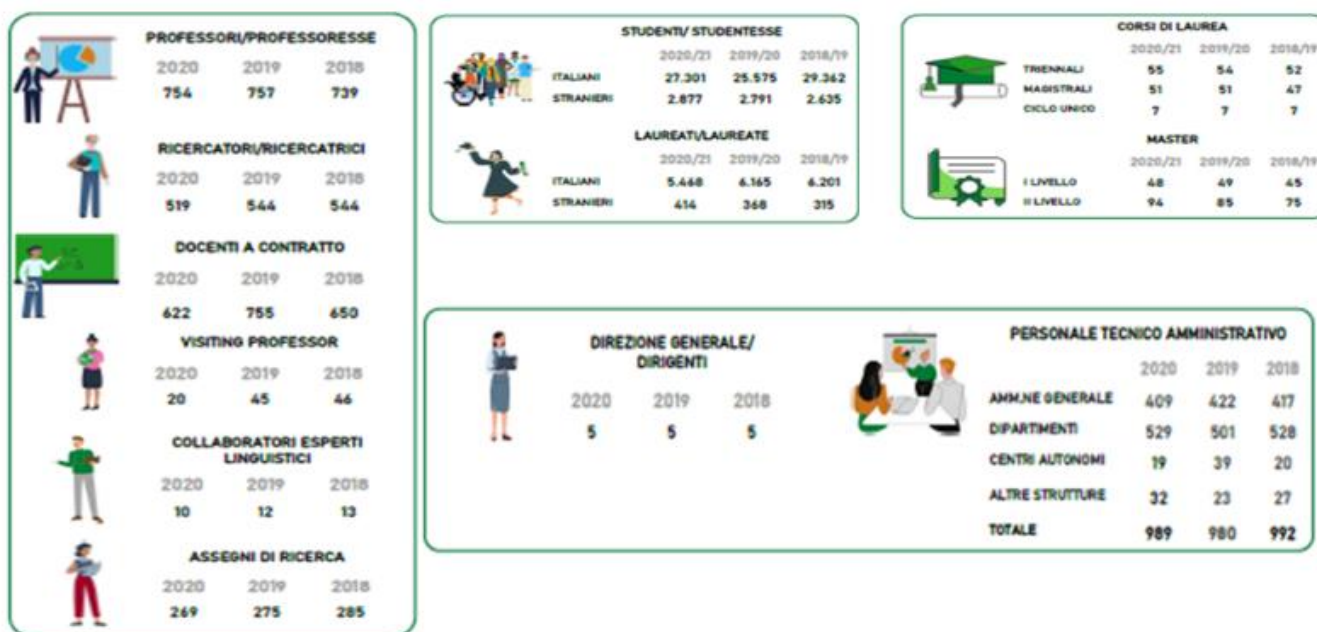 PROFESSORI/PROFESSORESSE
2020 2019 2018
754 757 739
RICERCATORI/RICERCATRICI
2020 2019 2018
519 544 544
DOCENTI A CONTRATTO
2020 2019 2018
622 755 650
VISITING PROFESSOR
2020 2019 2018
20 45 46
COLLABORATORI ESPERTI
LINGUISTICI
2020 2019 2018
10 12 13
ASSEGNI DI RICERCA
2020 2019 2018
269 275 285
STUDENTI/ STUDENTESSE
2020/21 2019/20 2018/19
ITALIANI 27.301 25.575 29.362
STRANIERI 2.877 2.791 2.635
LAUREATI/LAUREATE
2020/21 2019/20 2018/19
ITALIANI 5.468 6.165 6.201
STRANIERI 414 368 315
CORSI DI LAUREA
2020/21 2019/20 2018/19
TRIENNALI 55 54 52
MAGISTRALI 51 51 47
CICLO UNICO 7 7 7
MASTER
2020/21 2019/20 2018/19
I LIVELLO 48 49 45
II LIVELLO 94 85 75
DIREZIONE GENERALE/
DIRIGENTI
2020 2019 2018
5 5 5
PERSONALE TECNICO AMMINISTRATIVO
2020 2019 2018
AMM.NE GENERALE 409 422 417
DIPARTIMENTI 529 501 528
CENTRI AUTONOMI 19 39 20
ALTRE STRUTTURE 32 23 27
TOTALE 989 980 992